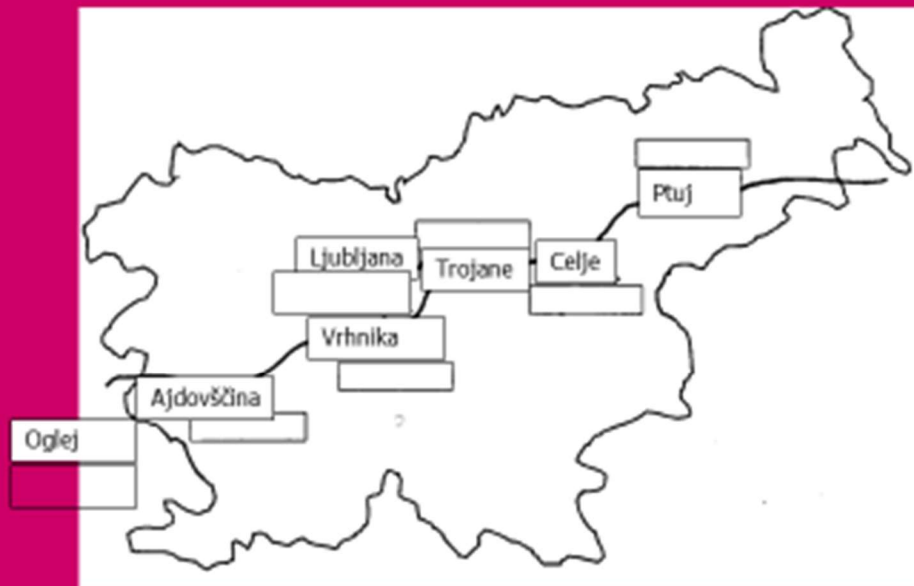 Ptuj
Ljubljana
Trojane
Celje
Vrhnika
Ajdovščina
Oglej